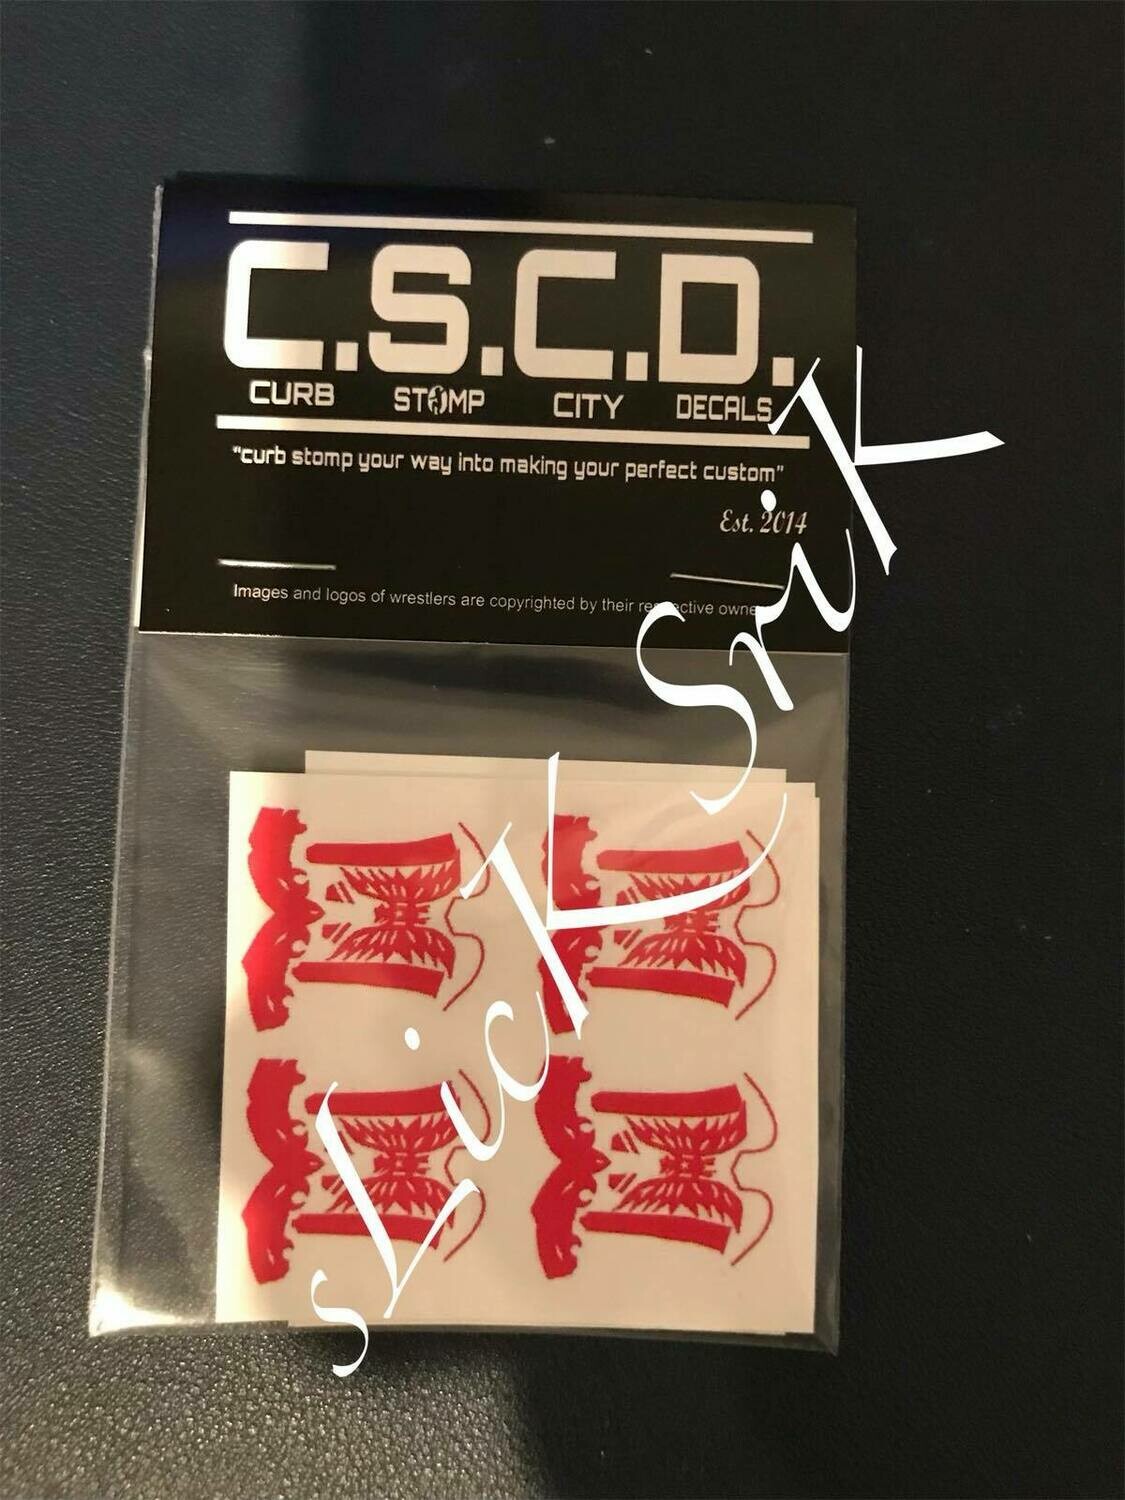 C.S.C.D.
CURB STOMP CITY DECALS
"curb stomp your way into making your perfect custom"
Est. 2014
Images and logos of wrestlers are copyrighted by their respective owne
sLicK SriK